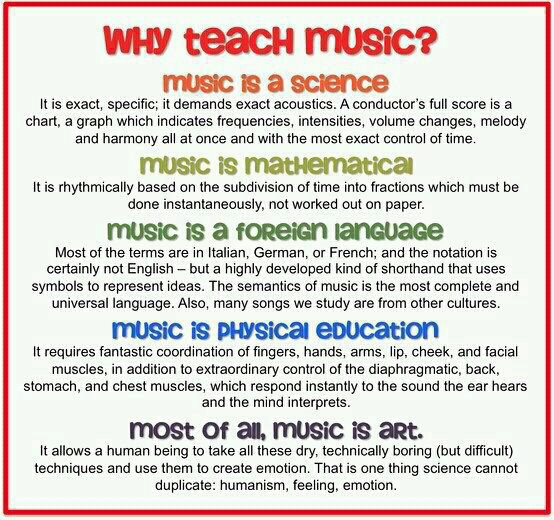 WHY teach music?
music is a science
It is exact, specific; it demands exact acoustics. A conductor's full score is a
chart, a graph which indicates frequencies, intensities, volume changes, melody
and harmony all at once and with the most exact control of time.
music is mathematical
It is rhythmically based on the subdivision of time into fractions which must be
done instantaneously, not worked out on paper.
music is a foreign language
Most of the terms are in Italian, German, or French; and the notation is
certainly not English – but a highly developed kind of shorthand that uses
symbols to represent ideas. The semantics of music is the most complete and
universal language. Also, many songs we study are from other cultures.
music is physical education
It requires fantastic coordination of fingers, hands, arms, lip, cheek, and facial
muscles, in addition to extraordinary control of the diaphragmatic, back,
stomach, and chest muscles, which respond instantly to the sound the ear hears
and the mind interprets.
most of all, music is art.
It allows a human being to take all these dry, technically boring (but difficult)
techniques and use them to create emotion. That is one thing science cannot
duplicate: humanism, feeling, emotion.